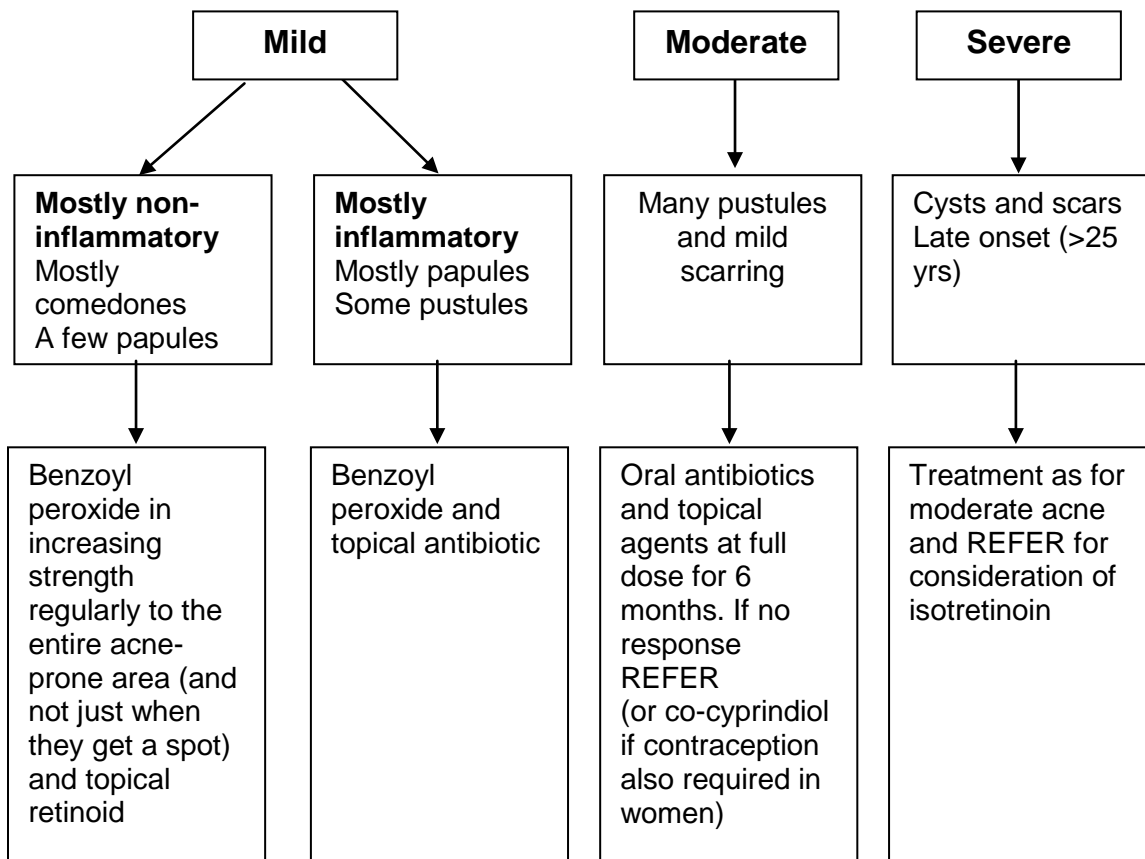 Mild
Moderate
Severe
Mostly non-
inflammatory
Mostly
comedones
A few papules
Mostly
inflammatory
Mostly papules
Some pustules
Many pustules
and mild
scarring
Cysts and scars
Late onset (>25
yrs)
Benzoyl
peroxide in
increasing
strength
regularly to the
entire acne-
prone area (and
not just when
they get a spot)
and topical
retinoid
Benzoyl
peroxide and
topical antibiotic
Oral antibiotics
and topical
agents at full
dose for 6
months. If no
response
REFER
(or co-cyprindiol
if contraception
also required in
women)
Treatment as for
moderate acne
and REFER for
consideration of
isotretinoin